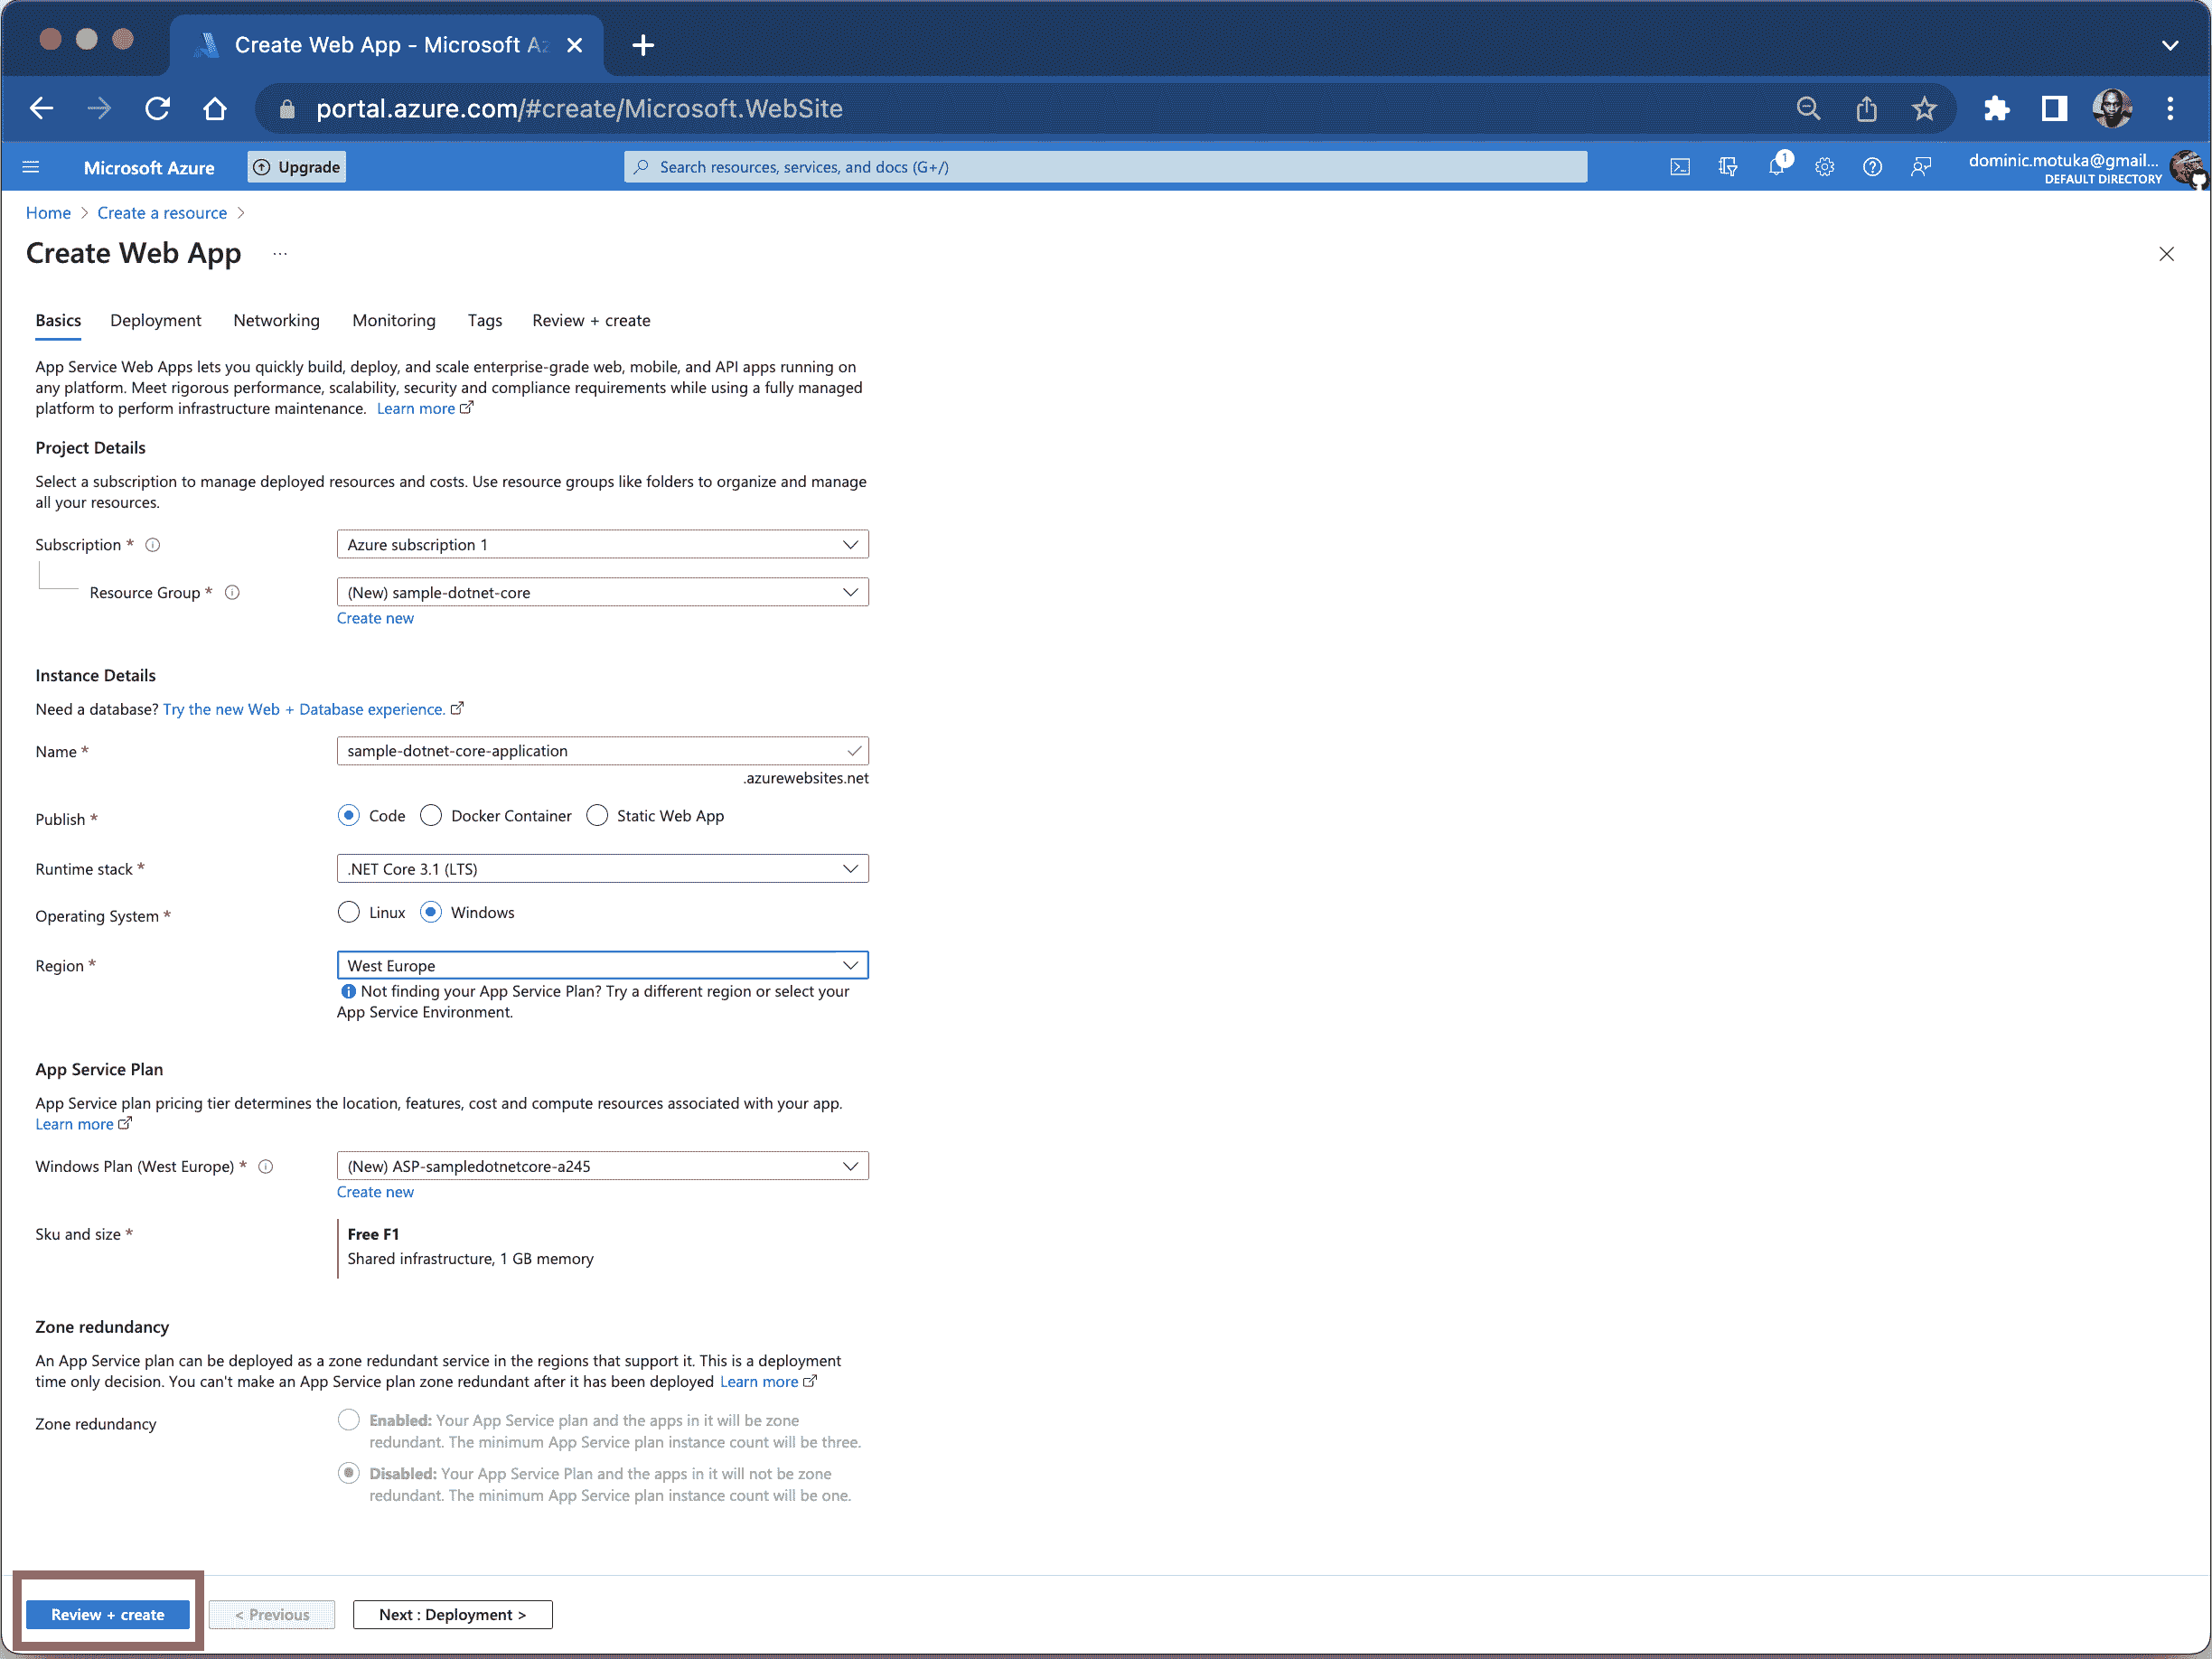 Create Web App - Microsoft Az
portal.azure.com/#create/Microsoft.WebSite
Microsoft Azure
Upgrade
Search resources, services, and docs (G+/)
1
dominic.motuka@gmail...
DEFAULT DIRECTORY
Home > Create a resource >
Create Web App ...
Basics Deployment Networking Monitoring Tags Review + create
App Service Web Apps lets you quickly build, deploy, and scale enterprise-grade web, mobile, and API apps running on
any platform. Meet rigorous performance, scalability, security and compliance requirements while using a fully managed
platform to perform infrastructure maintenance. Learn more
Project Details
Select a subscription to manage deployed resources and costs. Use resource groups like folders to organize and manage
all your resources.
Subscription * Azure subscription 1
Resource Group * (New) sample-dotnet-core
Create new
Instance Details
Need a database? Try the new Web + Database experience.
Name * sample-dotnet-core-application
.azurewebsites.net
Publish * Code Docker Container Static Web App
Runtime stack * .NET Core 3.1 (LTS)
Operating System * Linux Windows
Region * West Europe
Not finding your App Service Plan? Try a different region or select your
App Service Environment.
App Service Plan
App Service plan pricing tier determines the location, features, cost and compute resources associated with your app.
Learn more
Windows Plan (West Europe) * (New) ASP-sampledotnetcore-a245
Create new
Sku and size * Free F1
Shared infrastructure, 1 GB memory
Zone redundancy
An App Service plan can be deployed as a zone redundant service in the regions that support it. This is a deployment
time only decision. You can't make an App Service plan zone redundant after it has been deployed Learn more
Zone redundancy
Enabled: Your App Service plan and the apps in it will be zone
redundant. The minimum App Service plan instance count will be three.
Disabled: Your App Service Plan and the apps in it will not be zone
redundant. The minimum App Service plan instance count will be one.
Review + create < Previous Next : Deployment >